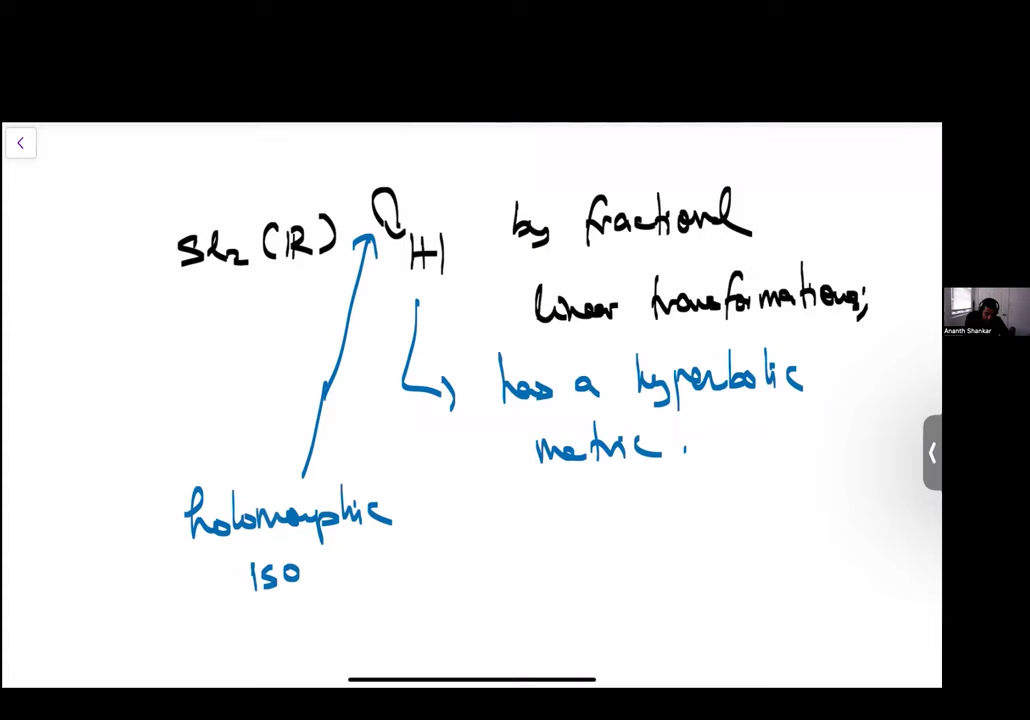 SL₂(ℝ) ↻ ℍ by fractional
linear transformations;
has a hyperbolic
metric.
holomorphic
iso
Ananth Shankar